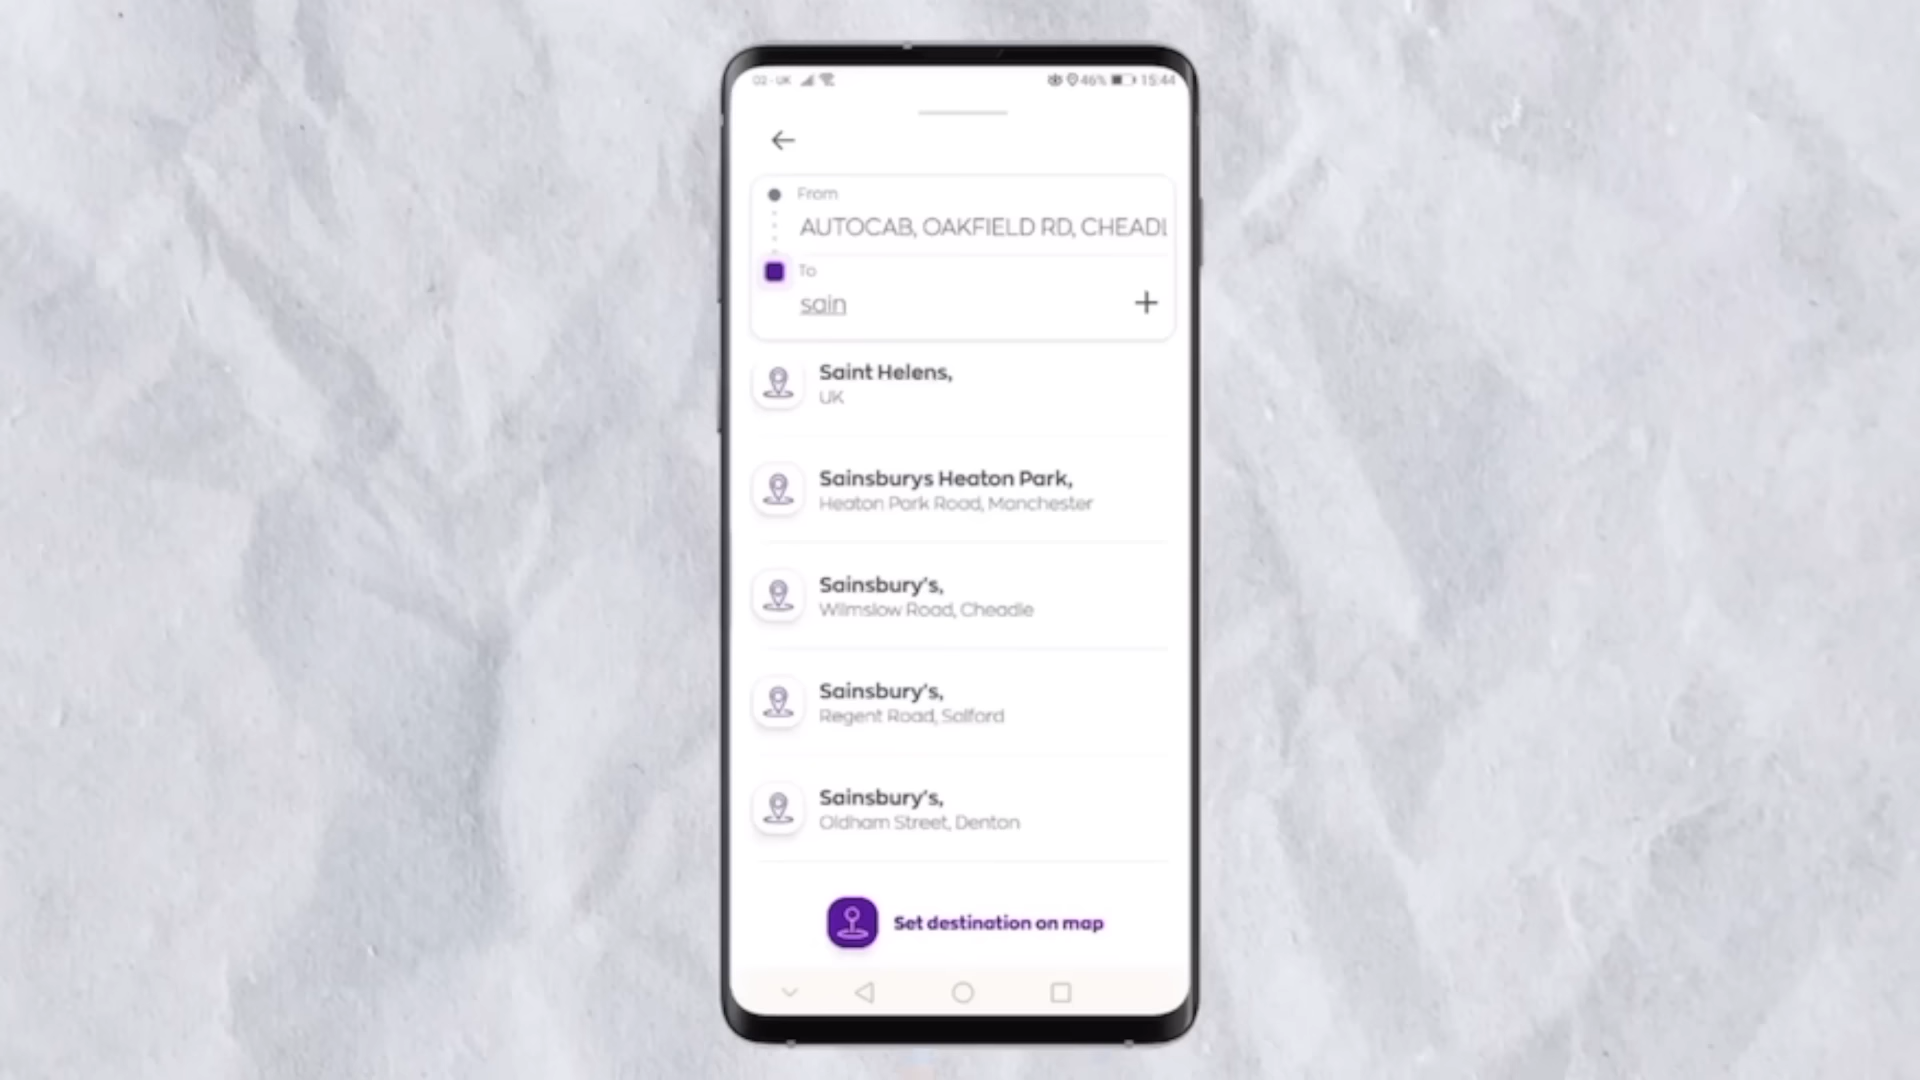 O2 - UK 46% 15:44
From
AUTOCAB, OAKFIELD RD, CHEADL
To
sain
Saint Helens,
UK
Sainsburys Heaton Park,
Heaton Park Road, Manchester
Sainsbury's,
Wilmslow Road, Cheadle
Sainsbury's,
Regent Road, Salford
Sainsbury's,
Oldham Street, Denton
Set destination on map